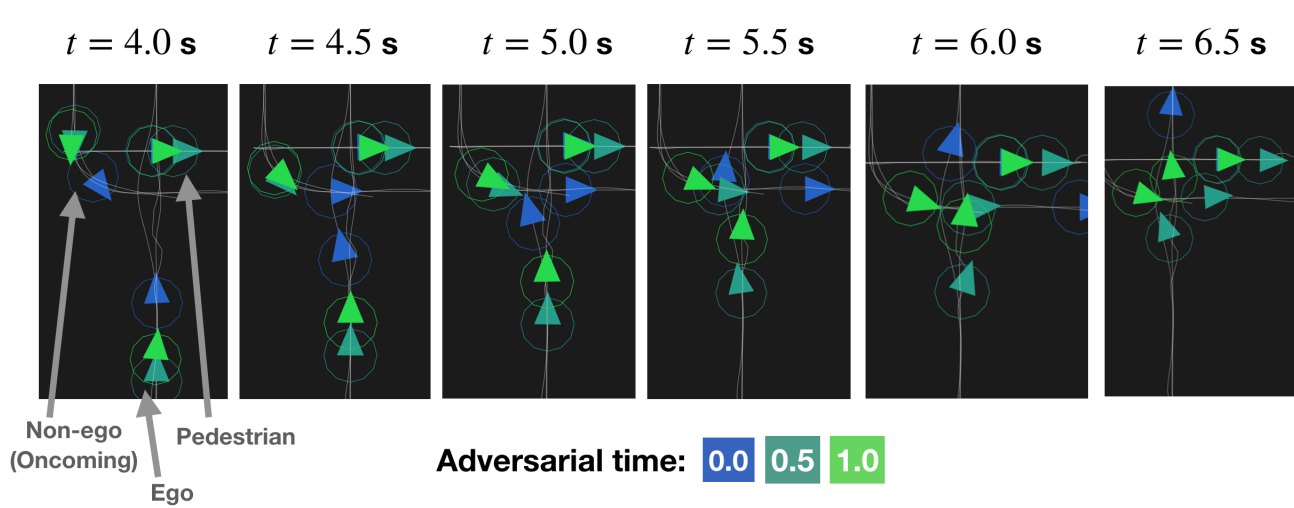 t = 4.0 s
t = 4.5 s
t = 5.0 s
t = 5.5 s
t = 6.0 s
t = 6.5 s
Non-ego
(Oncoming)
Pedestrian
Ego
Adversarial time: 0.0 0.5 1.0